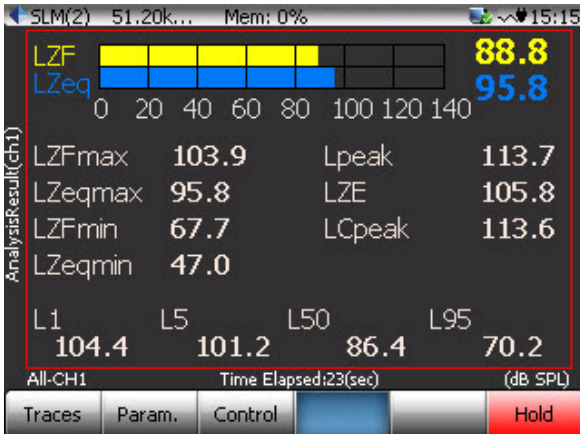 SLM(2) 51.20k... Mem: 0% 15:15
LZF 88.8
LZeq 95.8
0 20 40 60 80 100 120 140
AnalysisResult(ch1)
LZFmax 103.9 Lpeak 113.7
LZeqmax 95.8 LZE 105.8
LZFmin 67.7 LCpeak 113.6
LZeqmin 47.0
L1 L5 L50 L95
104.4 101.2 86.4 70.2
All-CH1 Time Elapsed:23(sec) (dB SPL)
Traces Param. Control Hold